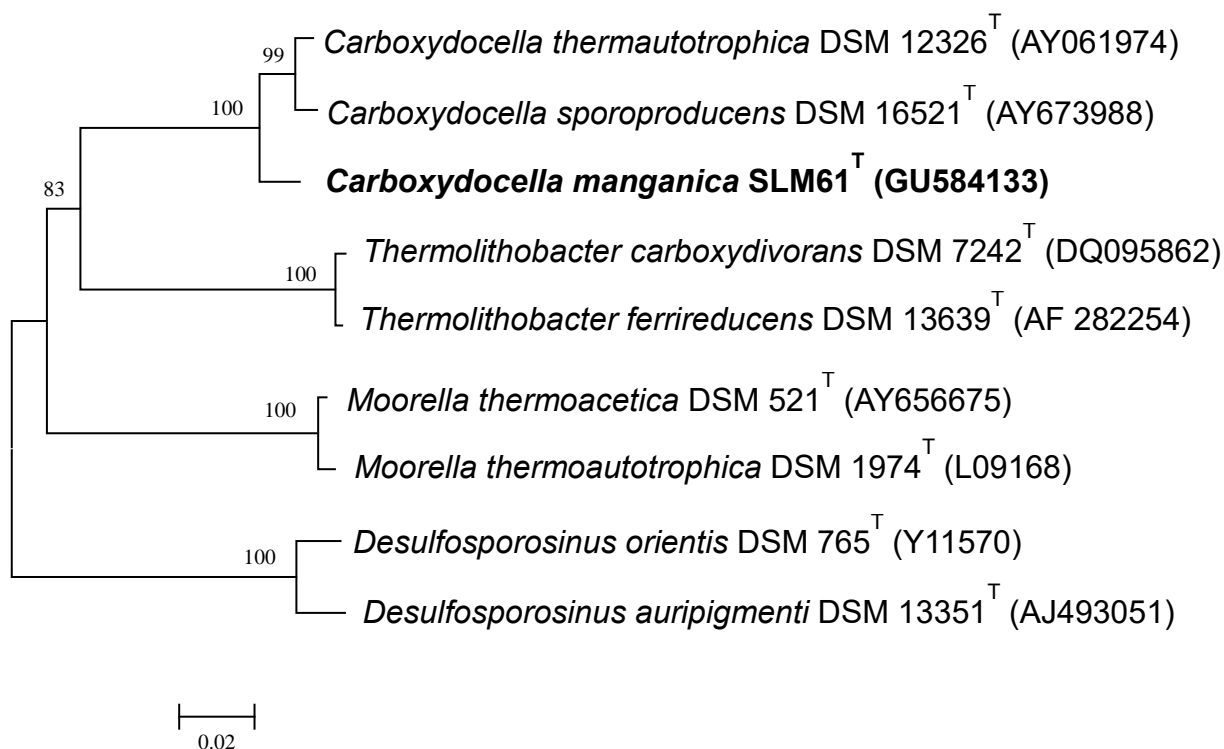 99 Carboxydocella thermautotrophica DSM 12326T (AY061974)
100 Carboxydocella sporoproducens DSM 16521T (AY673988)
83 Carboxydocella manganica SLM61T (GU584133)
Thermolithobacter carboxydivorans DSM 7242T (DQ095862)
100
Thermolithobacter ferrireducens DSM 13639T (AF 282254)
Moorella thermoacetica DSM 521T (AY656675)
100
Moorella thermoautotrophica DSM 1974T (L09168)
Desulfosporosinus orientis DSM 765T (Y11570)
100
Desulfosporosinus auripigmenti DSM 13351T (AJ493051)
0.02